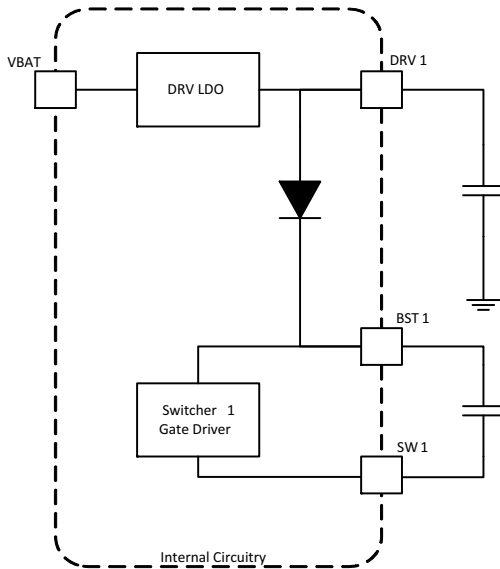 VBAT
DRV LDO
DRV 1
BST 1
Switcher 1
Gate Driver
SW 1
Internal Circuitry